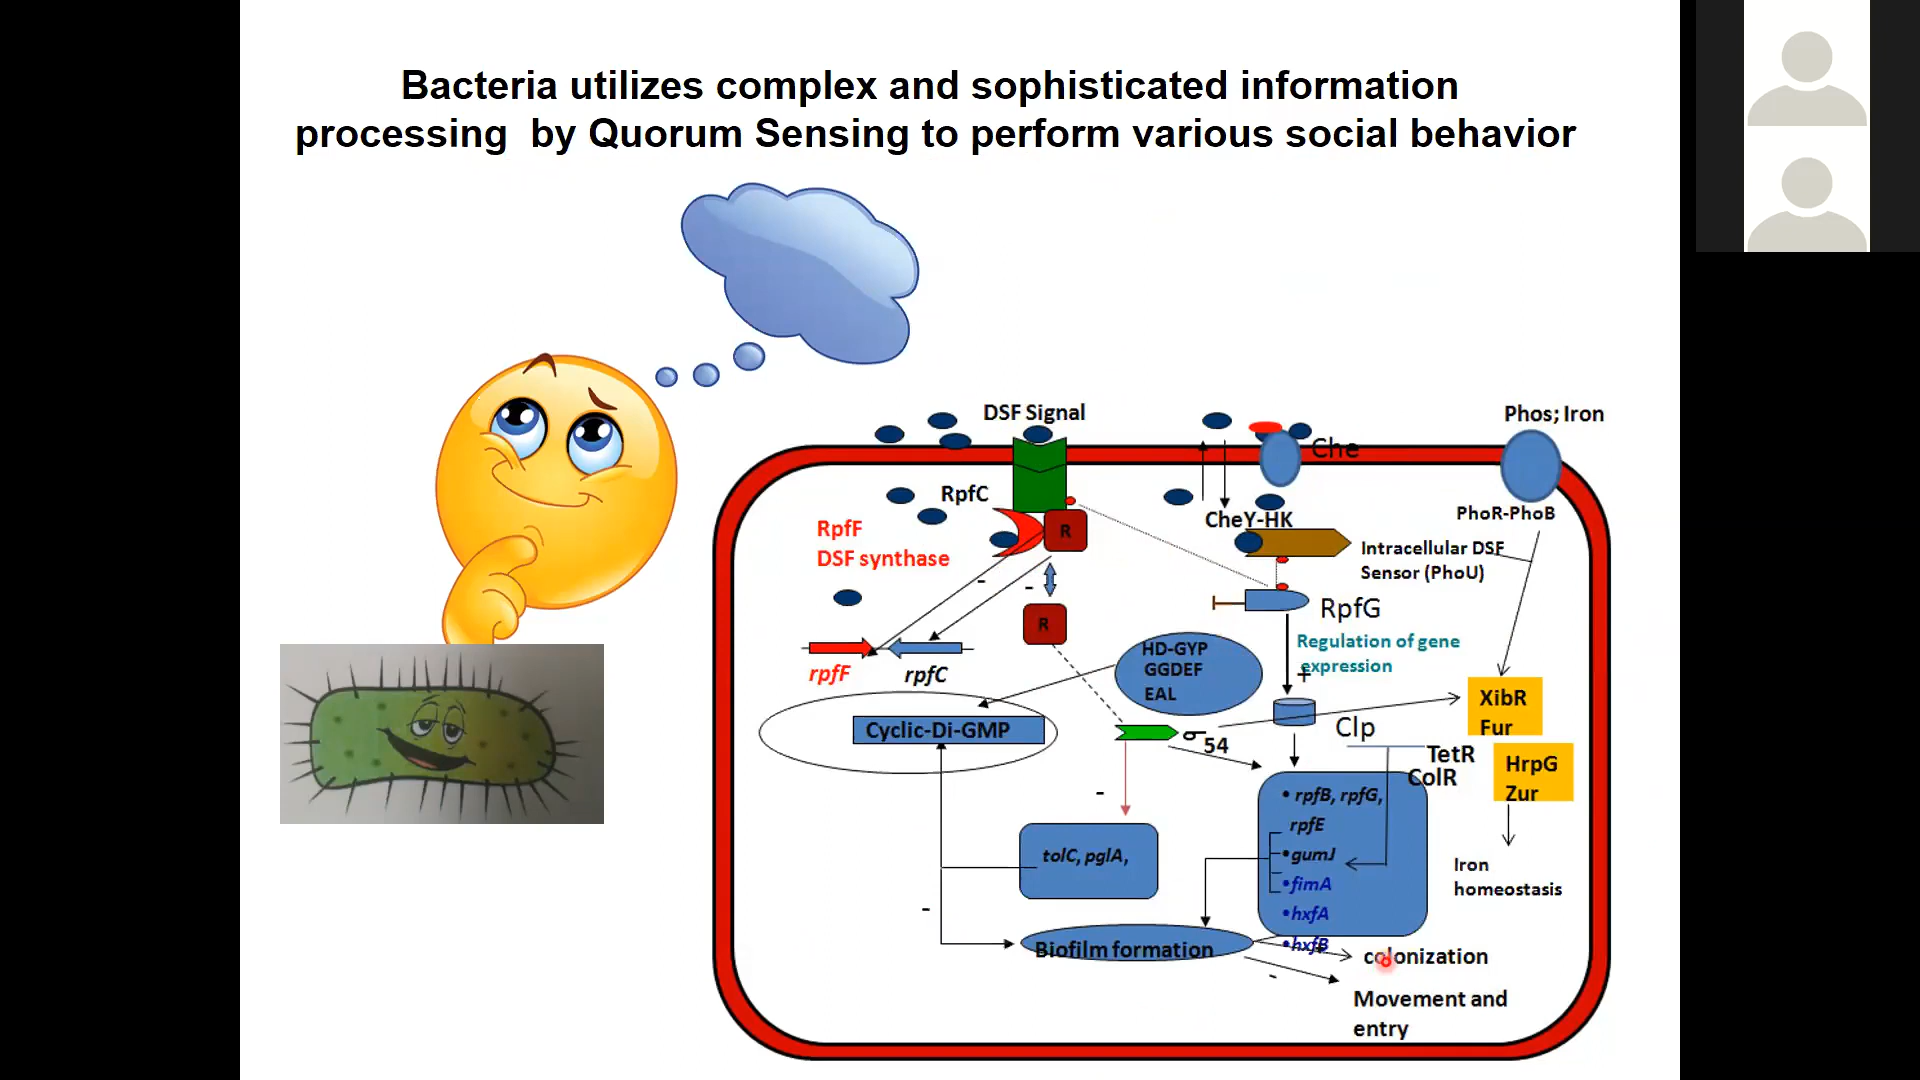 Bacteria utilizes complex and sophisticated information
processing by Quorum Sensing to perform various social behavior
DSF Signal
Phos; Iron
Che
RpfC
RpfF
DSF synthase
R
CheY-HK
PhoR-PhoB
Intracellular DSF
Sensor (PhoU)
-
-
R
RpfG
Regulation of gene
expression
+
rpfF
rpfC
HD-GYP
GGDEF
EAL
Cyclic-Di-GMP
σ 54
Clp
XibR
Fur
TetR
ColR
HrpG
Zur
-
• rpfB, rpfG,
rpfE
•gumJ
•fimA
•hxfA
•hxfB
tolC, pglA,
Iron
homeostasis
-
Biofilm formation
+
colonization
-
Movement and
entry